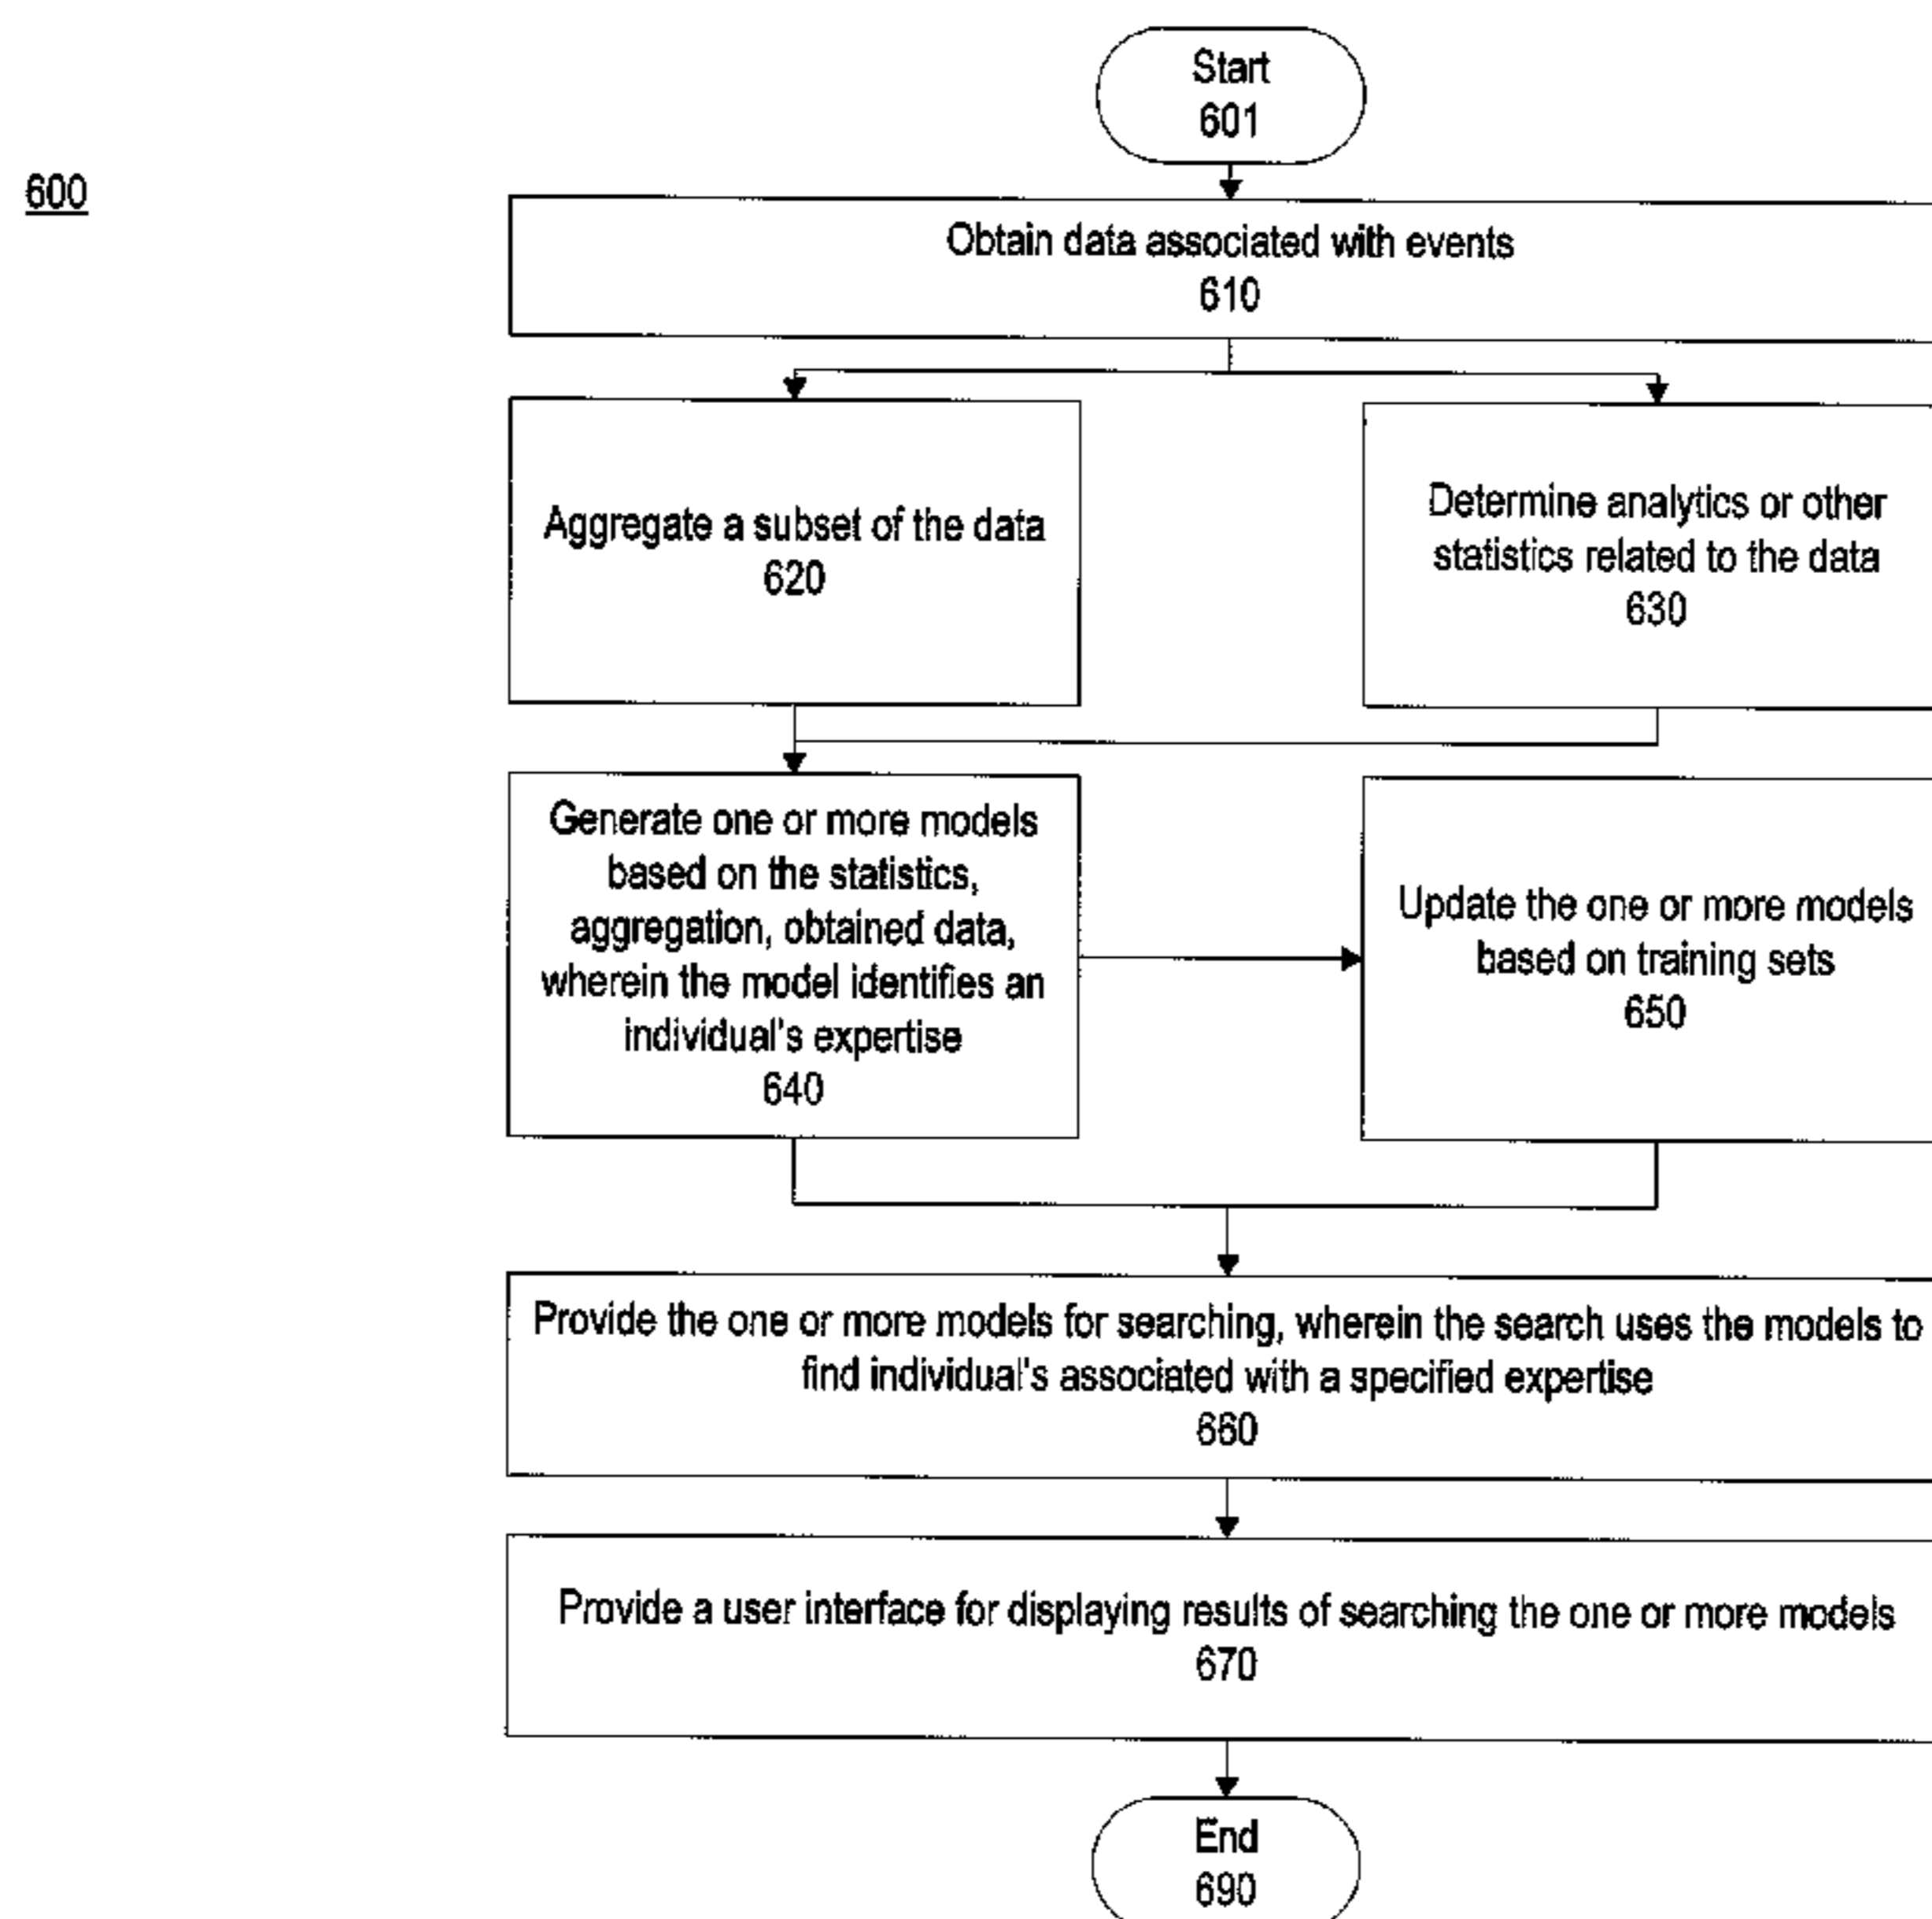 Start
601
600
Obtain data associated with events
610
Aggregate a subset of the data
620
Determine analytics or other
statistics related to the data
630
Generate one or more models
based on the statistics,
aggregation, obtained data,
wherein the model identifies an
individual's expertise
640
Update the one or more models
based on training sets
650
Provide the one or more models for searching, wherein the search uses the models to
find individual's associated with a specified expertise
660
Provide a user interface for displaying results of searching the one or more models
670
End
690